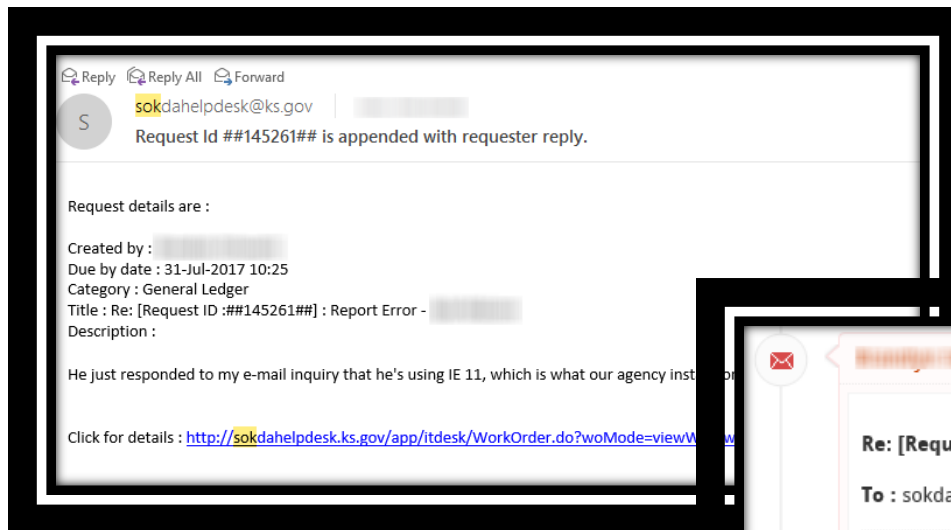 Reply Reply All Forward
S
sokdahelpdesk@ks.gov
Request Id ##145261## is appended with requester reply.
Request details are :
Created by :
Due by date : 31-Jul-2017 10:25
Category : General Ledger
Title : Re: [Request ID :##145261##] : Report Error -
Description :
He just responded to my e-mail inquiry that he's using IE 11, which is what our agency inst
Click for details : http://sokdahelpdesk.ks.gov/app/itdesk/WorkOrder.do?woMode=viewW
Re: [Requ
To : sokda